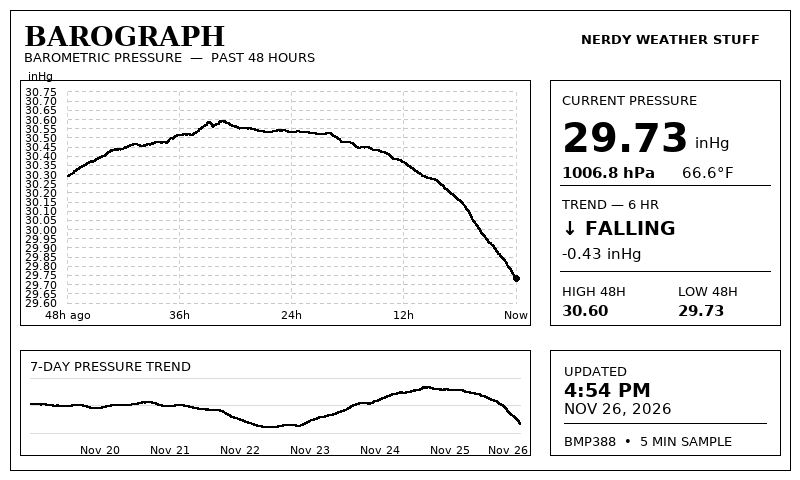 BAROGRAPH
BAROMETRIC PRESSURE — PAST 48 HOURS
NERDY WEATHER STUFF
inHg
30.75
30.70
30.65
30.60
30.55
30.50
30.45
30.40
30.35
30.30
30.25
30.20
30.15
30.10
30.05
30.00
29.95
29.90
29.85
29.80
29.75
29.70
29.65
29.60
48h ago 36h 24h 12h Now
CURRENT PRESSURE
29.73 inHg
1006.8 hPa 66.6°F
TREND — 6 HR
↓ FALLING
-0.43 inHg
HIGH 48H LOW 48H
30.60 29.73
7-DAY PRESSURE TREND
Nov 20 Nov 21 Nov 22 Nov 23 Nov 24 Nov 25 Nov 26
UPDATED
4:54 PM
NOV 26, 2026
BMP388 • 5 MIN SAMPLE